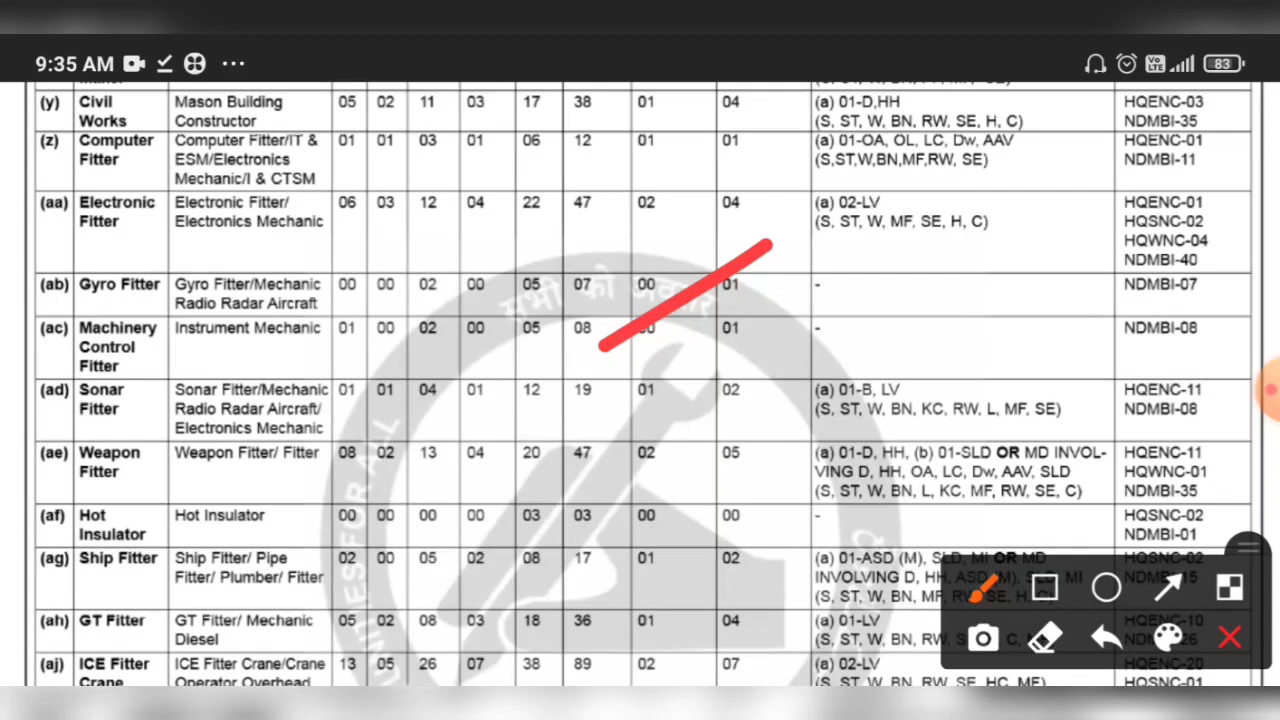 9:35 AM ... Vo LTE 83
(y) Civil Mason Building 05 02 11 03 17 38 01 04 (a) 01-D,HH HQENC-03
Works Constructor (S, ST, W, BN, RW, SE, H, C) NDMBI-35
(z) Computer Computer Fitter/IT & 01 01 03 01 06 12 01 01 (a) 01-OA, OL, LC, Dw, AAV HQENC-01
Fitter ESM/Electronics (S,ST,W,BN,MF,RW, SE) NDMBI-11
Mechanic/I & CTSM
(aa) Electronic Electronic Fitter/ 06 03 12 04 22 47 02 04 (a) 02-LV HQENC-01
Fitter Electronics Mechanic (S, ST, W, MF, SE, H, C) HQSNC-02
HQWNC-04
NDMBI-40
सभी को अवसर
(ab) Gyro Fitter Gyro Fitter/Mechanic 00 00 02 00 05 07 00 01 - NDMBI-07
Radio Radar Aircraft
(ac) Machinery Instrument Mechanic 01 00 02 00 05 08 00 01 - NDMBI-08
Control
Fitter
(ad) Sonar Sonar Fitter/Mechanic 01 01 04 01 12 19 01 02 (a) 01-B, LV HQENC-11
Fitter Radio Radar Aircraft/ (S, ST, W, BN, KC, RW, L, MF, SE) NDMBI-08
Electronics Mechanic
(ae) Weapon Weapon Fitter/ Fitter 08 02 13 04 20 47 02 05 (a) 01-D, HH, (b) 01-SLD OR MD INVOL- HQENC-11
Fitter VING D, HH, OA, LC, Dw, AAV, SLD HQWNC-01
(S, ST, W, BN, L, KC, MF, RW, SE, C) NDMBI-35
(af) Hot Hot Insulator 00 00 00 00 03 03 00 00 - HQSNC-02
Insulator NDMBI-01
(ag) Ship Fitter Ship Fitter/ Pipe 02 00 05 02 08 17 01 02 (a) 01-ASD (M), SLD, MI OR MD HQSNC-02
Fitter/ Plumber/ Fitter INVOLVING D, HH, ASD (M), SLD, MI NDMBI-15
(S, ST, W, BN, MF, RW, SE, H, C)
(ah) GT Fitter GT Fitter/ Mechanic 05 02 08 03 18 36 01 04 (a) 01-LV HQENC-10
Diesel (S, ST, W, BN, RW,
(aj) ICE Fitter ICE Fitter Crane/Crane 13 05 26 07 38 89 02 07 (a) 02-LV HQENC-20
Crane Operator Overhead (S, ST, W, BN, RW, SE, HC, MF) HQSNC-01
UNITIES FOR ALL